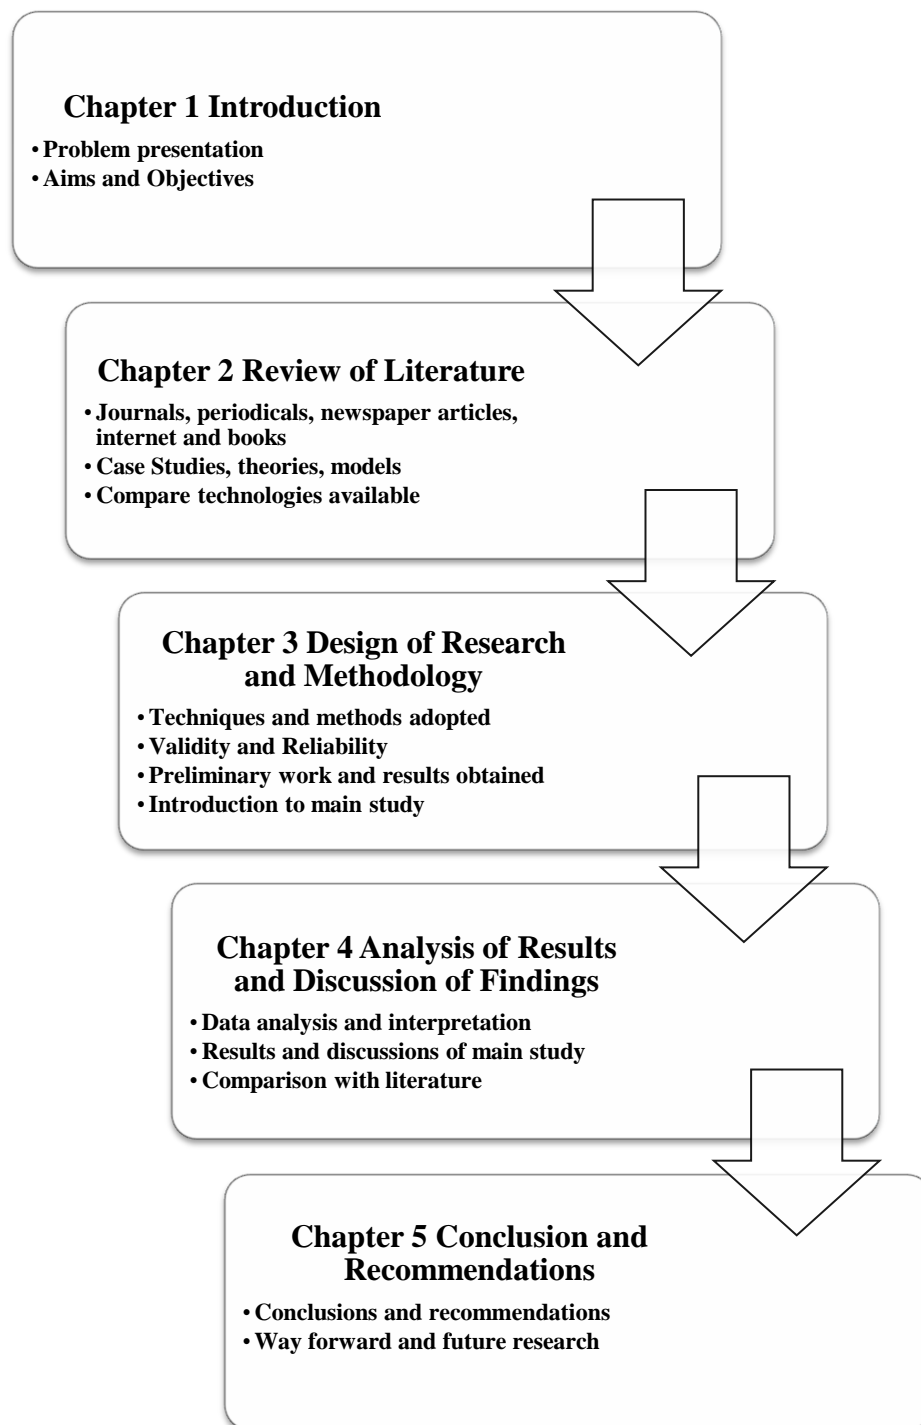 Chapter 1 Introduction
• Problem presentation
• Aims and Objectives
Chapter 2 Review of Literature
• Journals, periodicals, newspaper articles,
internet and books
• Case Studies, theories, models
• Compare technologies available
Chapter 3 Design of Research
and Methodology
• Techniques and methods adopted
• Validity and Reliability
• Preliminary work and results obtained
• Introduction to main study
Chapter 4 Analysis of Results
and Discussion of Findings
• Data analysis and interpretation
• Results and discussions of main study
• Comparison with literature
Chapter 5 Conclusion and
Recommendations
• Conclusions and recommendations
• Way forward and future research